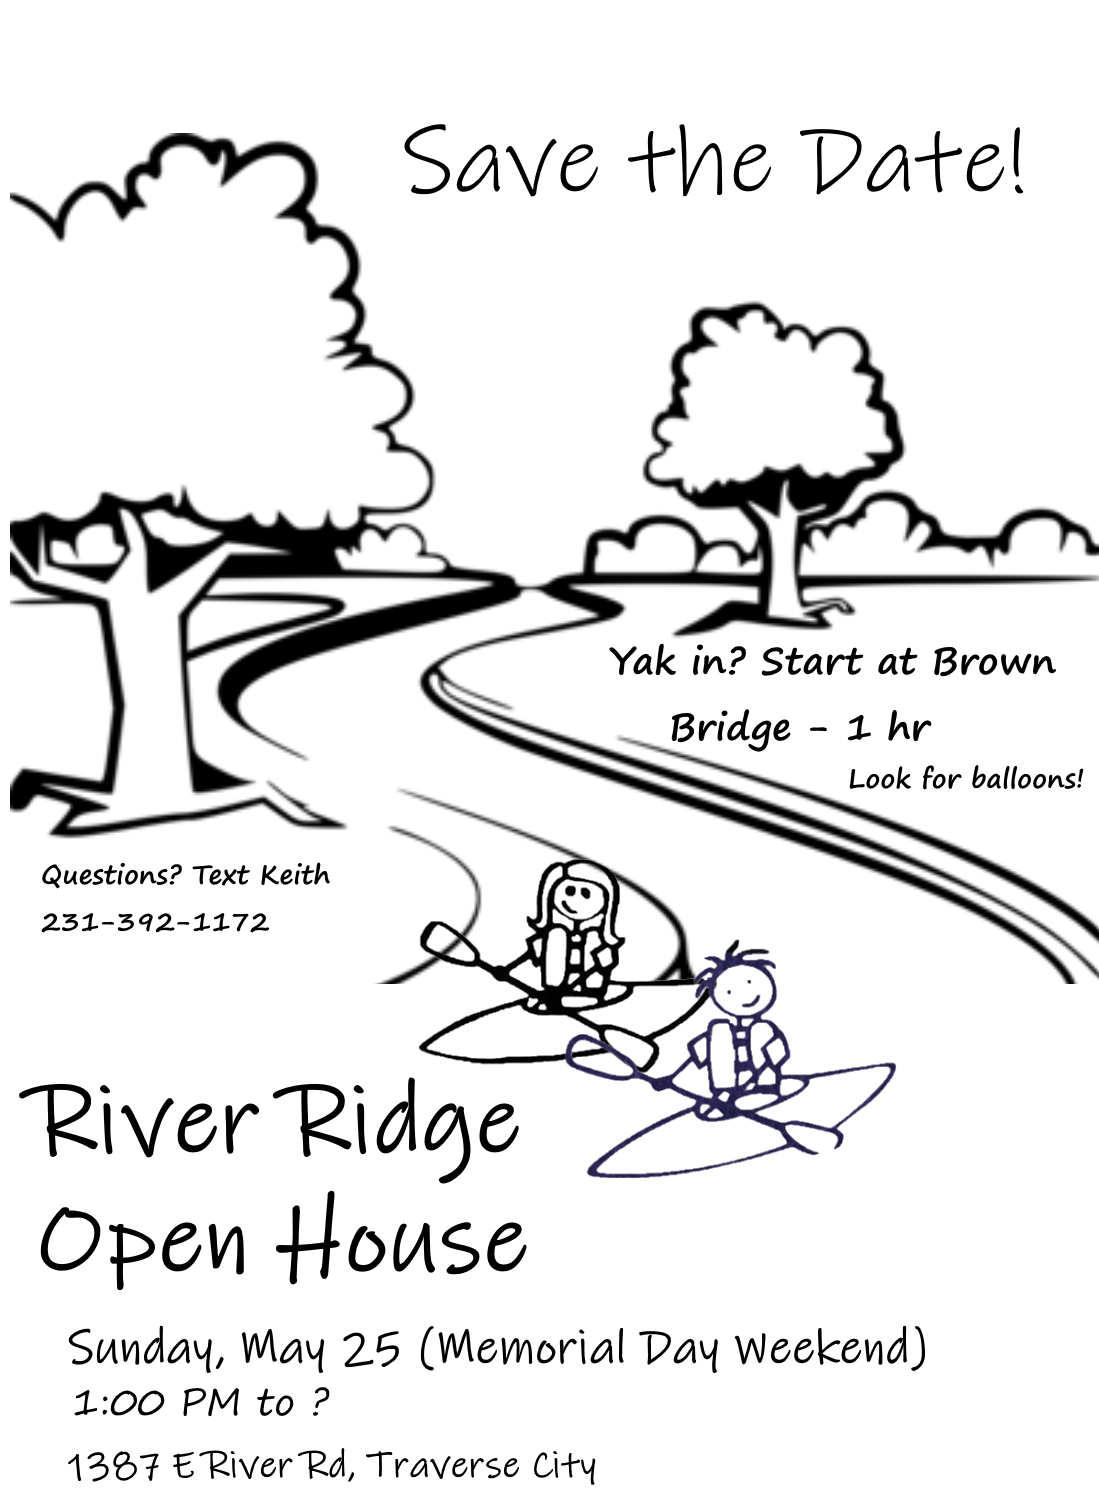 Save the Date!
Yak in? Start at Brown
Bridge - 1 hr
Look for balloons!
Questions? Text Keith
231-392-1172
River Ridge
Open House
Sunday, May 25 (Memorial Day Weekend)
1:00 PM to ?
1387 E River Rd, Traverse City